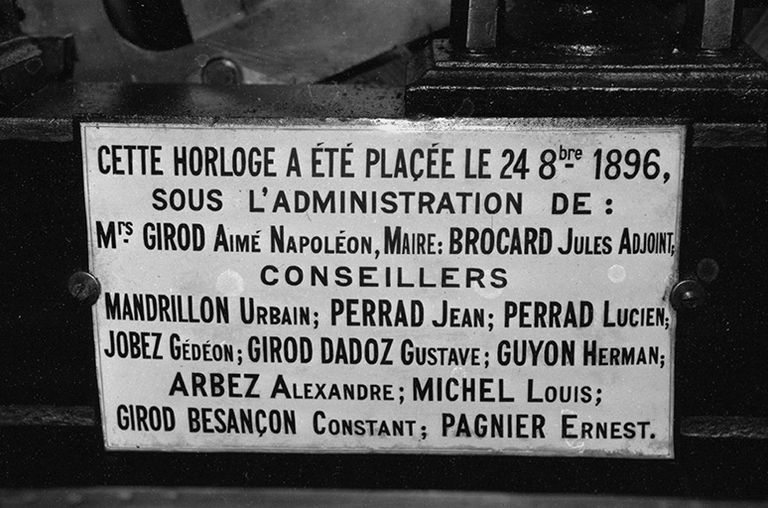 CETTE HORLOGE A ÉTÉ PLAÇÉE LE 24 8bre 1896,
SOUS L'ADMINISTRATION DE :
Mrs GIROD AIMÉ NAPOLÉON, MAIRE: BROCARD JULES ADJOINT;
CONSEILLERS
MANDRILLON URBAIN; PERRAD JEAN; PERRAD LUCIEN;
JOBEZ GÉDÉON; GIROD DADOZ GUSTAVE; GUYON HERMAN;
ARBEZ ALEXANDRE; MICHEL LOUIS;
GIROD BESANÇON CONSTANT; PAGNIER ERNEST.